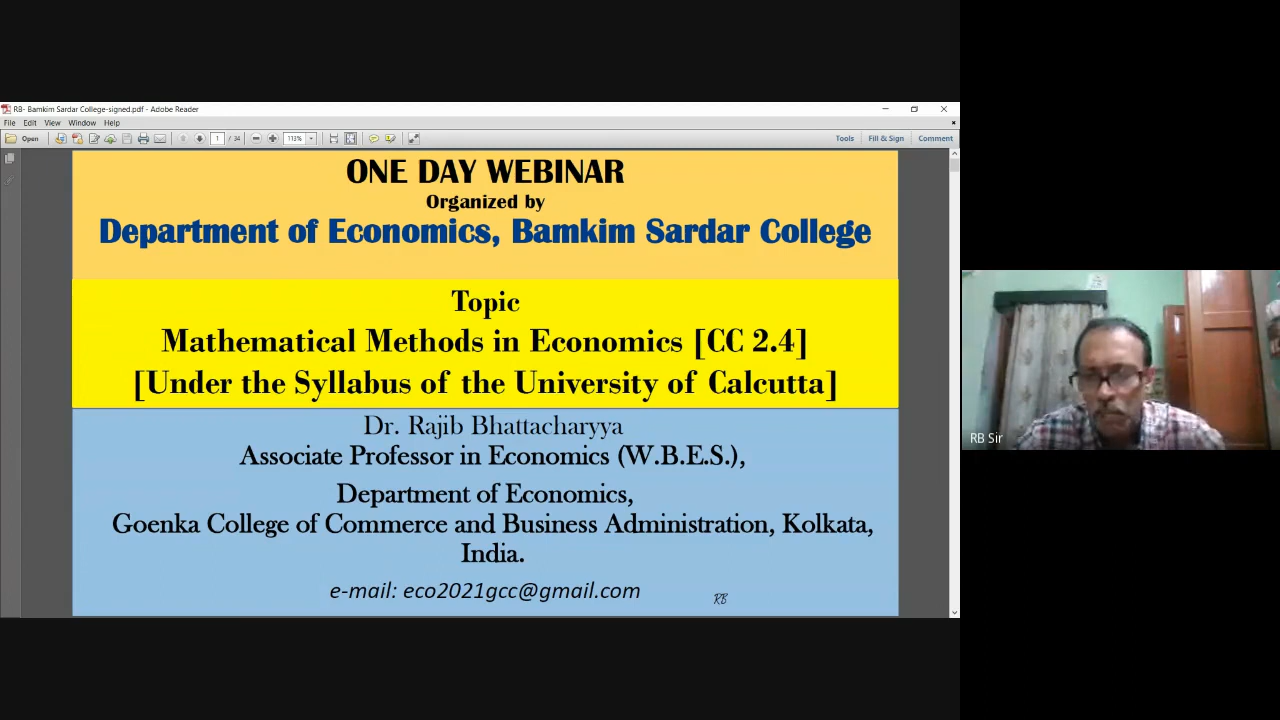 RB- Bamkim Sardar College-signed.pdf - Adobe Reader
File Edit View Window Help
Open 1 / 34 113% Tools Fill & Sign Comment
ONE DAY WEBINAR
Organized by
Department of Economics, Bamkim Sardar College
Topic
Mathematical Methods in Economics [CC 2.4]
[Under the Syllabus of the University of Calcutta]
Dr. Rajib Bhattacharyya
Associate Professor in Economics (W.B.E.S.),
Department of Economics,
Goenka College of Commerce and Business Administration, Kolkata,
India.
e-mail: eco2021gcc@gmail.com
RB
RB Sir